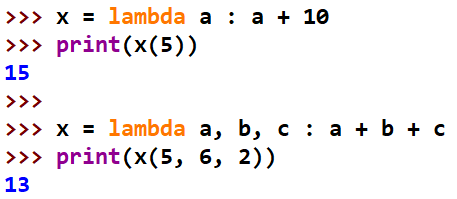 >>> x = lambda a : a + 10
>>> print(x(5))
15
>>>
>>> x = lambda a, b, c : a + b + c
>>> print(x(5, 6, 2))
13